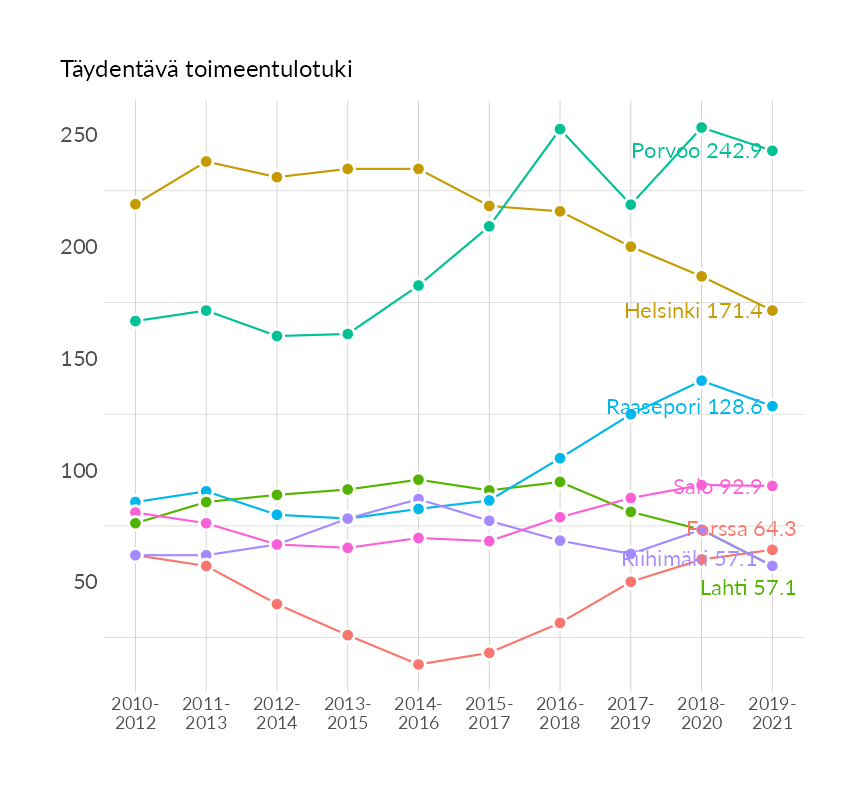 Täydentävä toimeentulotuki
250
Porvoo 242.9
200
Helsinki 171.4
150
Raasepori 128.6
100
Salo 92.9
Forssa 64.3
Riihimäki 57.1
50
Lahti 57.1
2010- 2011- 2012- 2013- 2014- 2015- 2016- 2017- 2018- 2019-
2012 2013 2014 2015 2016 2017 2018 2019 2020 2021